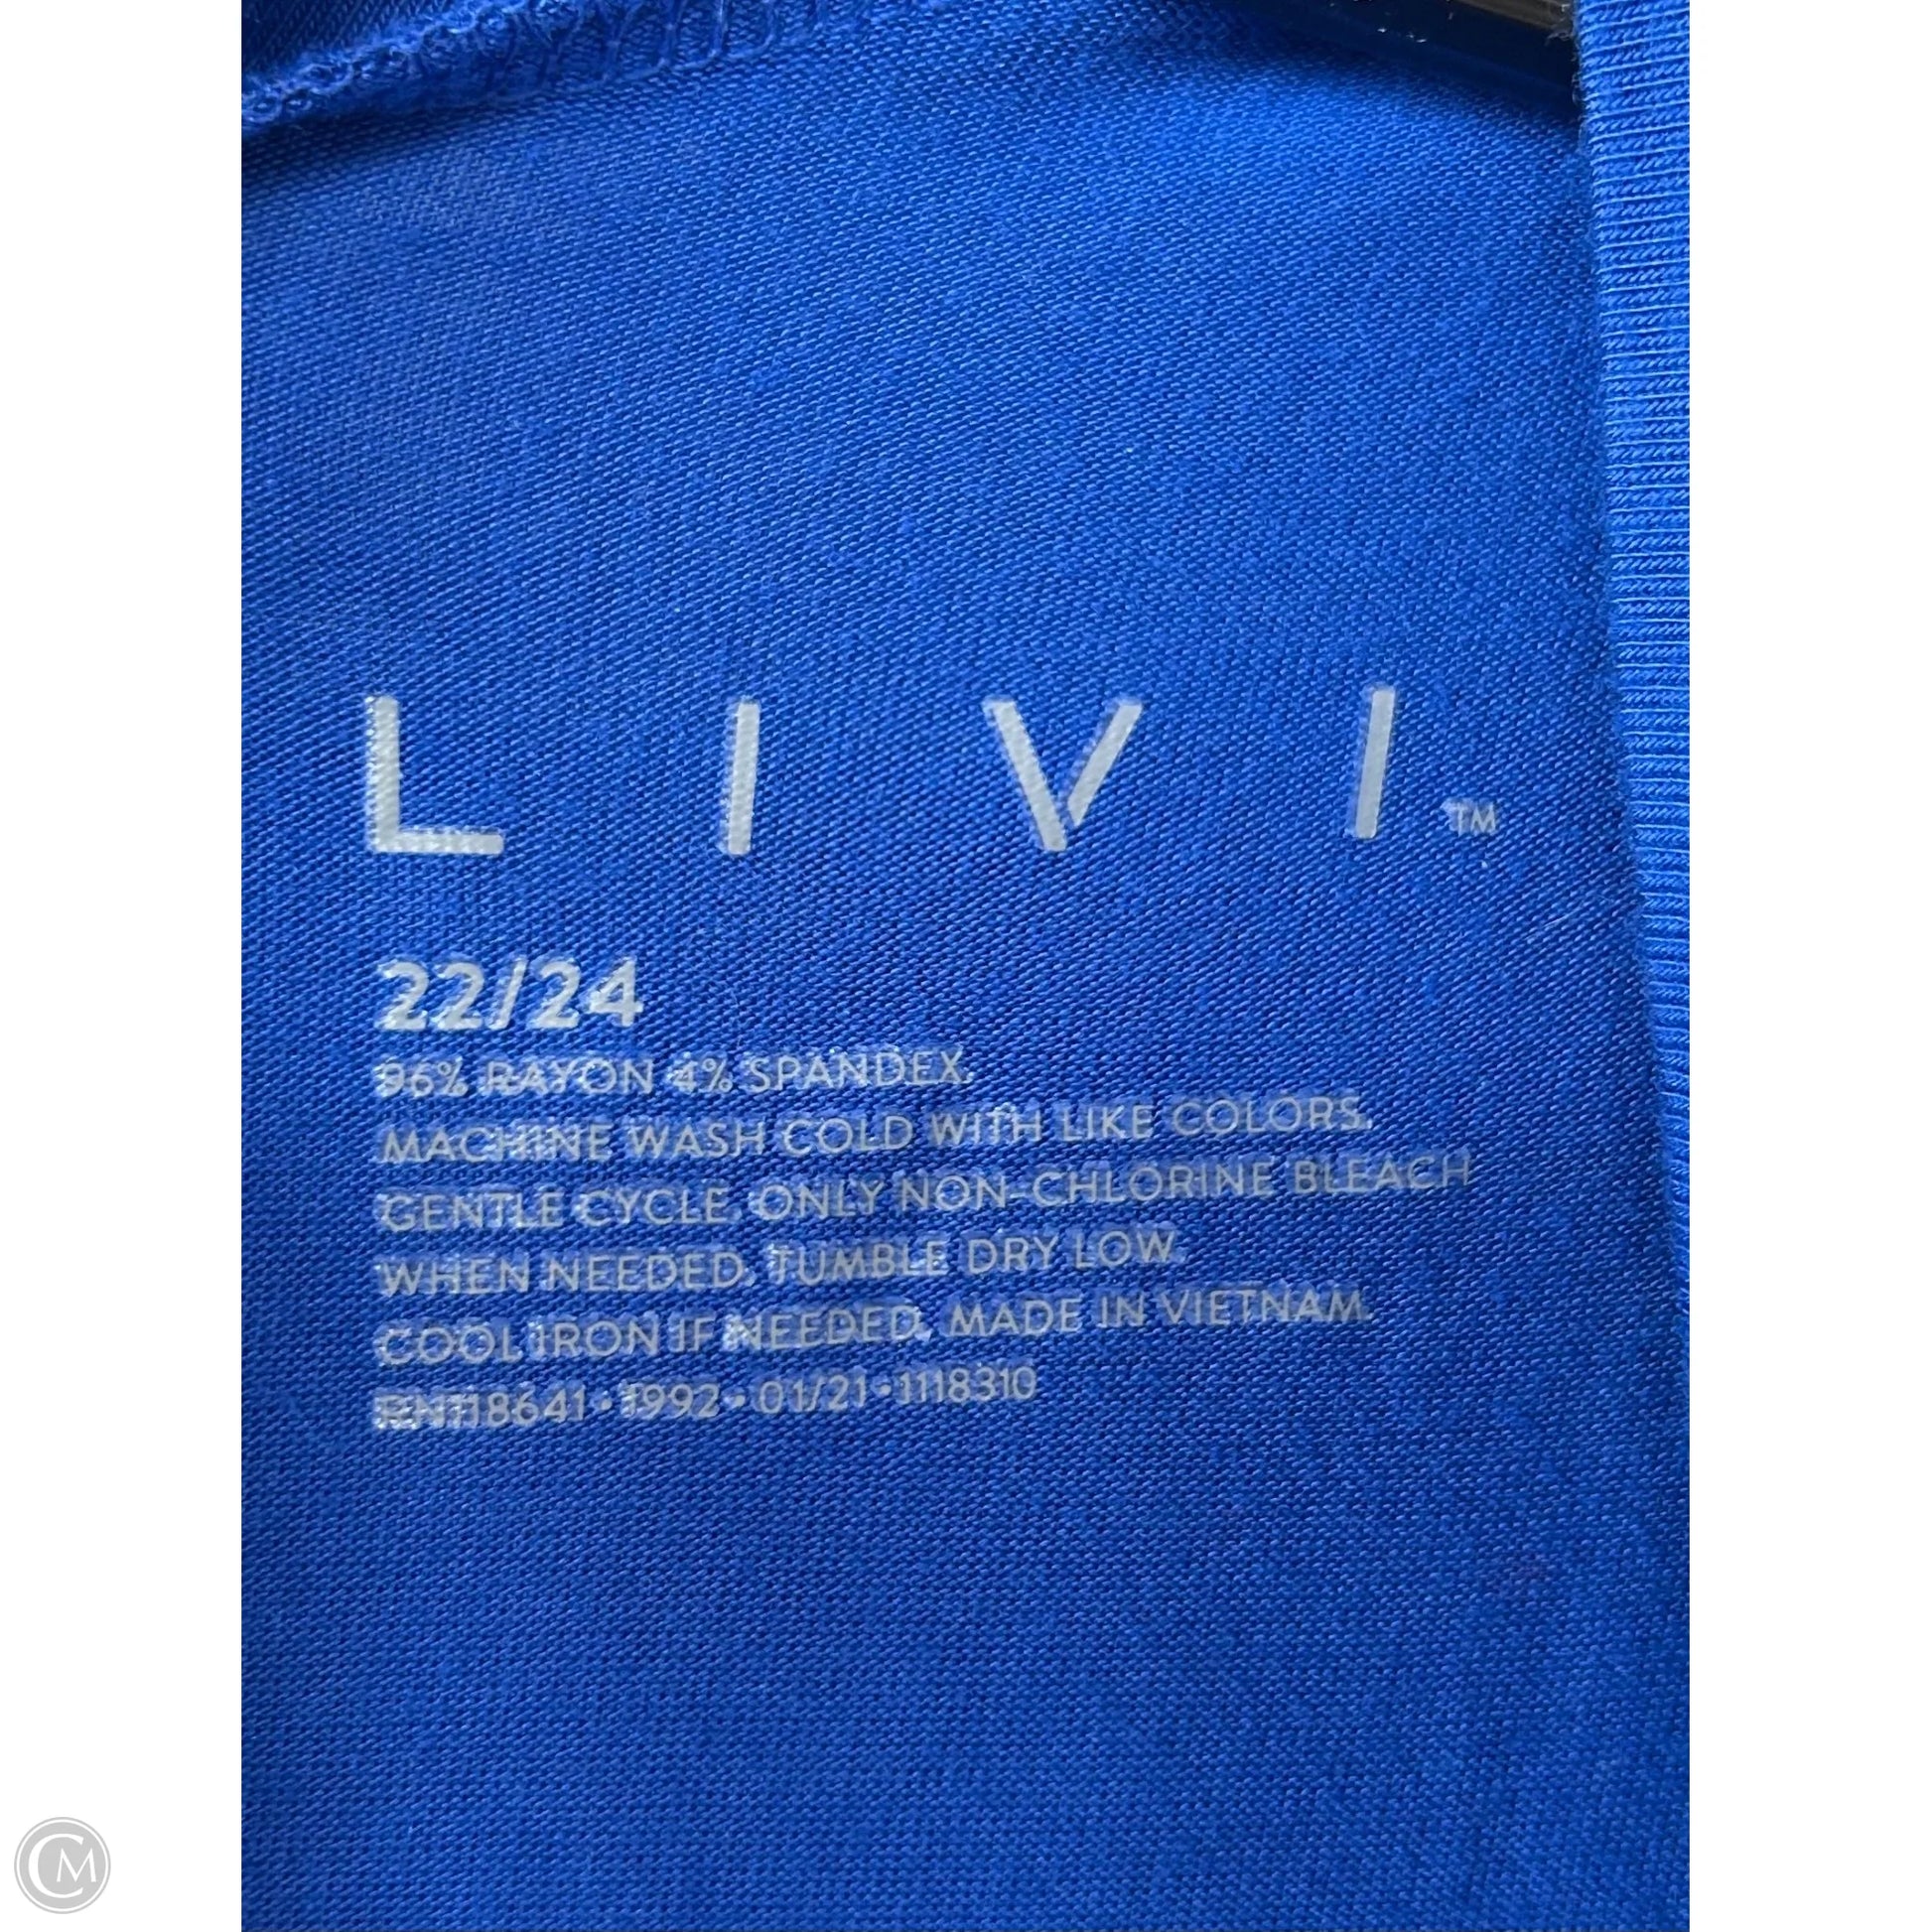 L I V I ™
22/24
96% RAYON 4% SPANDEX.
MACHINE WASH COLD WITH LIKE COLORS.
GENTLE CYCLE. ONLY NON-CHLORINE BLEACH
WHEN NEEDED. TUMBLE DRY LOW.
COOL IRON IF NEEDED. MADE IN VIETNAM.
RN118641 • 1992 • 01/21 • 1118310
CM